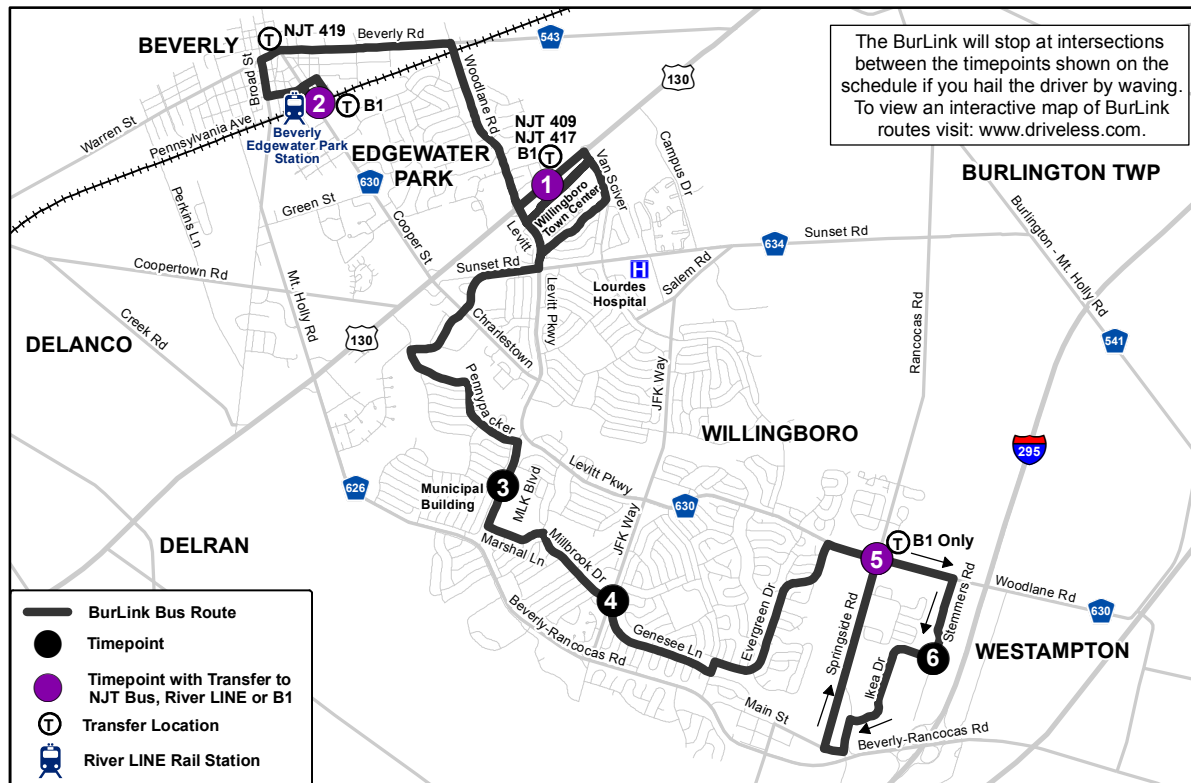 BEVERLY
NJT 419
Beverly Rd
543
The BurLink will stop at intersections
between the timepoints shown on the
schedule if you hail the driver by waving.
To view an interactive map of BurLink
routes visit: www.driveless.com.
Broad St
Woodlane Rd
130
Warren St
Pennsylvania Ave
2
B1
Beverly
Edgewater Park
Station
EDGEWATER
PARK
NJT 409
NJT 417
B1
1
Willingboro
Town Center
Van Sciver
Campus Dr
BURLINGTON TWP
630
Green St
Perkins Ln
Cooper St
Levitt
Sunset Rd
634
Sunset Rd
Burlington - Mt. Holly Rd
Coopertown Rd
Mt. Holly Rd
H
Lourdes
Hospital
Salem Rd
Levitt Pkwy
Rancocas Rd
DELANCO
Creek Rd
130
Chrarlestown
541
JFK Way
Pennypacker
WILLINGBORO
295
626
Municipal
Building
3
MLK Blvd
Levitt Pkwy
630
JFK Way
Marshal Ln
Millbrook Dr
DELRAN
T
B1 Only
5
Woodlane Rd
630
Stemmers Rd
4
Beverly-Rancocas Rd
Genesee Ln
Evergreen Dr
Springside Rd
Ikea Dr
6
WESTAMPTON
Main St
Beverly-Rancocas Rd
BurLink Bus Route
Timepoint
Timepoint with Transfer to
NJT Bus, River LINE or B1
T
Transfer Location
River LINE Rail Station